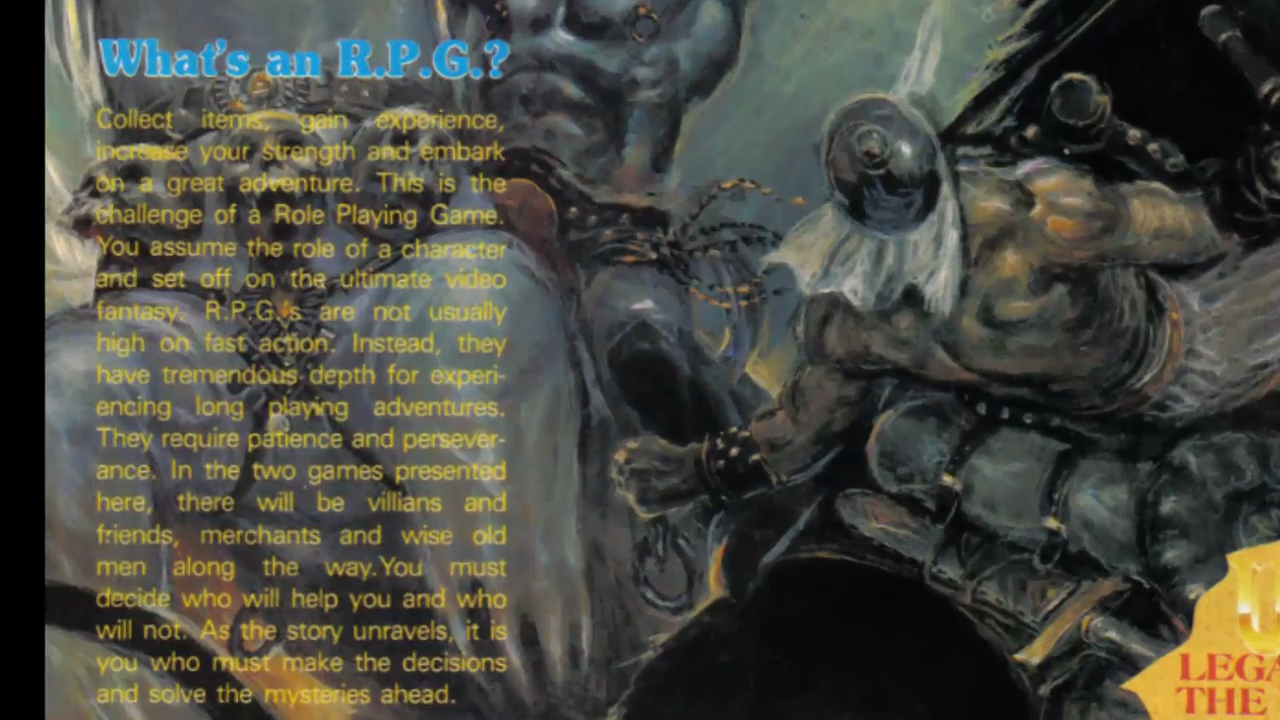 What's an R.P.G.?
Collect items, gain experience,
increase your strength and embark
on a great adventure. This is the
challenge of a Role Playing Game.
You assume the role of a character
and set off on the ultimate video
fantasy. R.P.G.'s are not usually
high on fast action. Instead, they
have tremendous depth for experi-
encing long playing adventures.
They require patience and persever-
ance. In the two games presented
here, there will be villians and
friends, merchants and wise old
men along the way.You must
decide who will help you and who
will not. As the story unravels, it is
you who must make the decisions
and solve the mysteries ahead.
THE